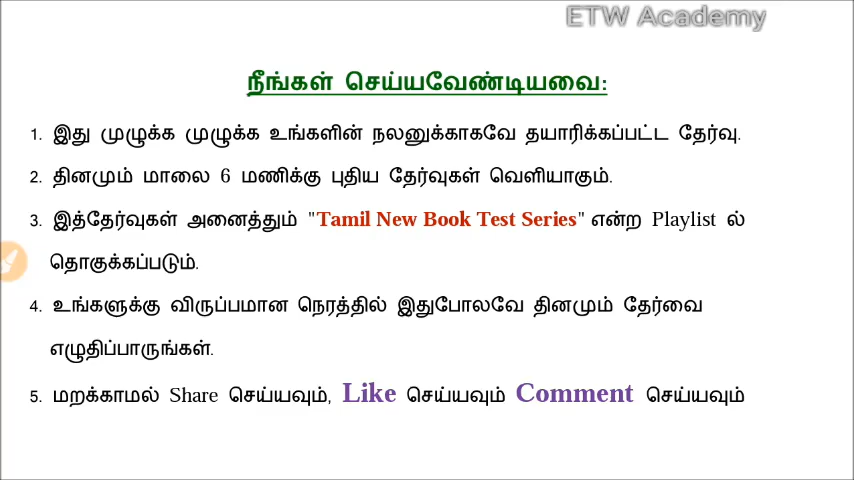 ETW Academy
நீங்கள் செய்யவேண்டியவை:
1. இது முழுக்க முழுக்க உங்களின் நலனுக்காகவே தயாரிக்கப்பட்ட தேர்வு.
2. தினமும் மாலை 6 மணிக்கு புதிய தேர்வுகள் வெளியாகும்.
3. இத்தேர்வுகள் அனைத்தும் "Tamil New Book Test Series" என்ற Playlist ல்
தொகுக்கப்படும்.
4. உங்களுக்கு விருப்பமான நெரத்தில் இதுபோலவே தினமும் தேர்வை
எழுதிப்பாருங்கள்.
5. மறக்காமல் Share செய்யவும், Like செய்யவும் Comment செய்யவும்